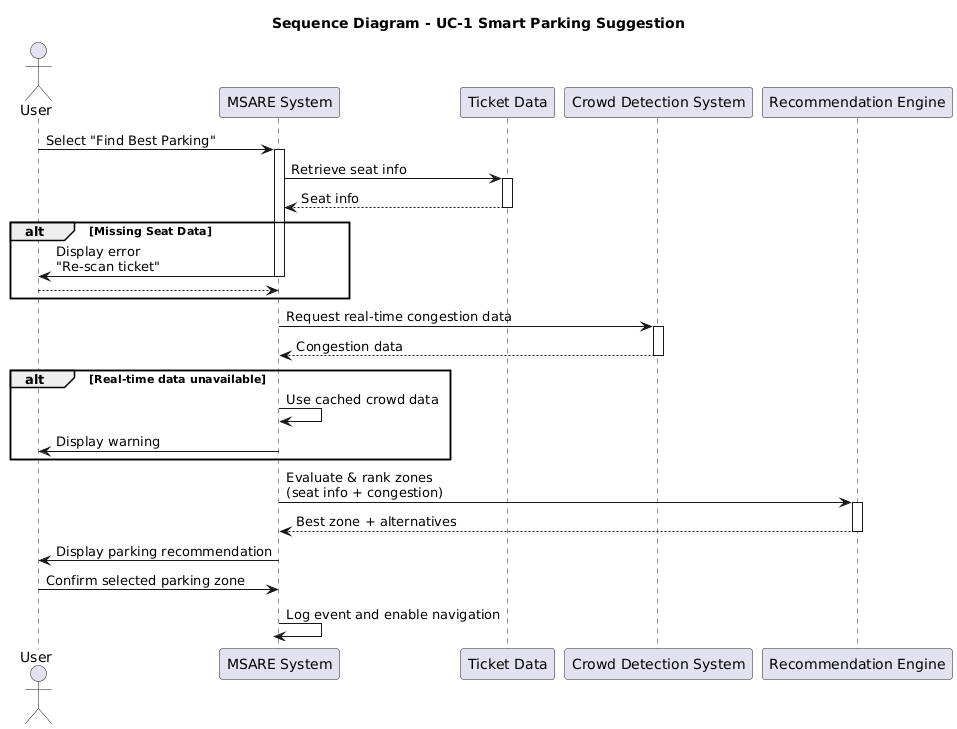 Sequence Diagram - UC-1 Smart Parking Suggestion
User
MSARE System
Ticket Data
Crowd Detection System
Recommendation Engine
Select "Find Best Parking"
Retrieve seat info
Seat info
alt
[Missing Seat Data]
Display error
"Re-scan ticket"
Request real-time congestion data
Congestion data
alt
[Real-time data unavailable]
Use cached crowd data
Display warning
Evaluate & rank zones
(seat info + congestion)
Best zone + alternatives
Display parking recommendation
Confirm selected parking zone
Log event and enable navigation
User
MSARE System
Ticket Data
Crowd Detection System
Recommendation Engine